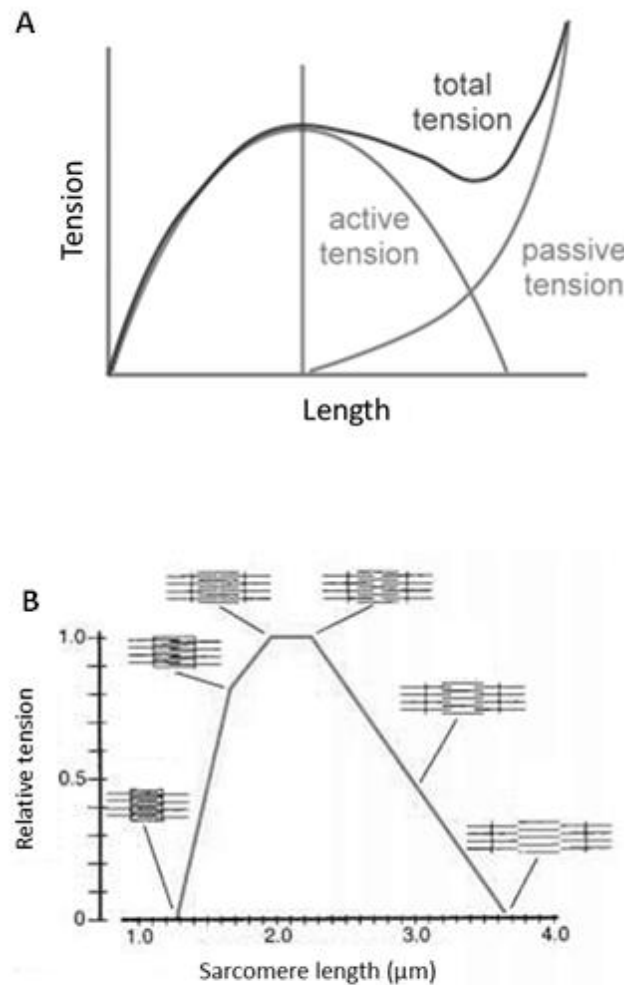 A
Tension
total
tension
active
tension
passive
tension
Length
B
Relative tension
1.0
0.5
0
1.0
2.0
3.0
4.0
Sarcomere length (µm)